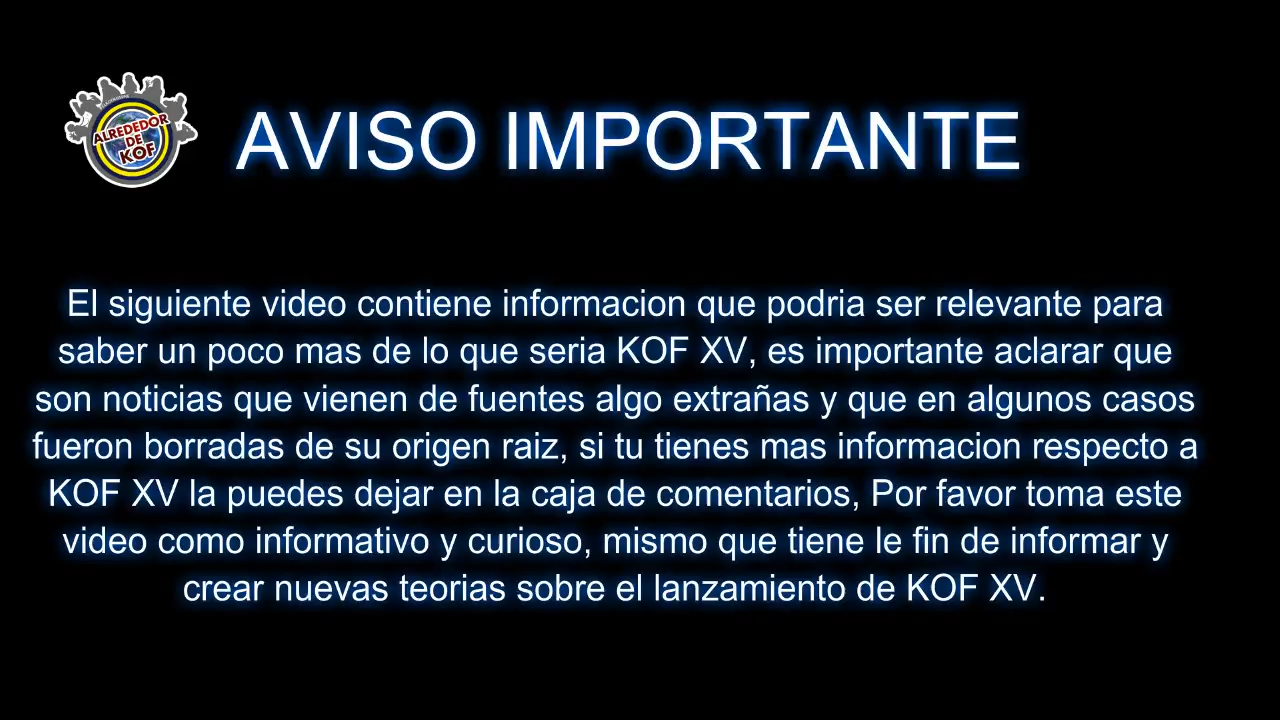 ALREDEDOR
DE
KOF
AVISO IMPORTANTE
El siguiente video contiene informacion que podria ser relevante para
saber un poco mas de lo que seria KOF XV, es importante aclarar que
son noticias que vienen de fuentes algo extrañas y que en algunos casos
fueron borradas de su origen raiz, si tu tienes mas informacion respecto a
KOF XV la puedes dejar en la caja de comentarios, Por favor toma este
video como informativo y curioso, mismo que tiene le fin de informar y
crear nuevas teorias sobre el lanzamiento de KOF XV.